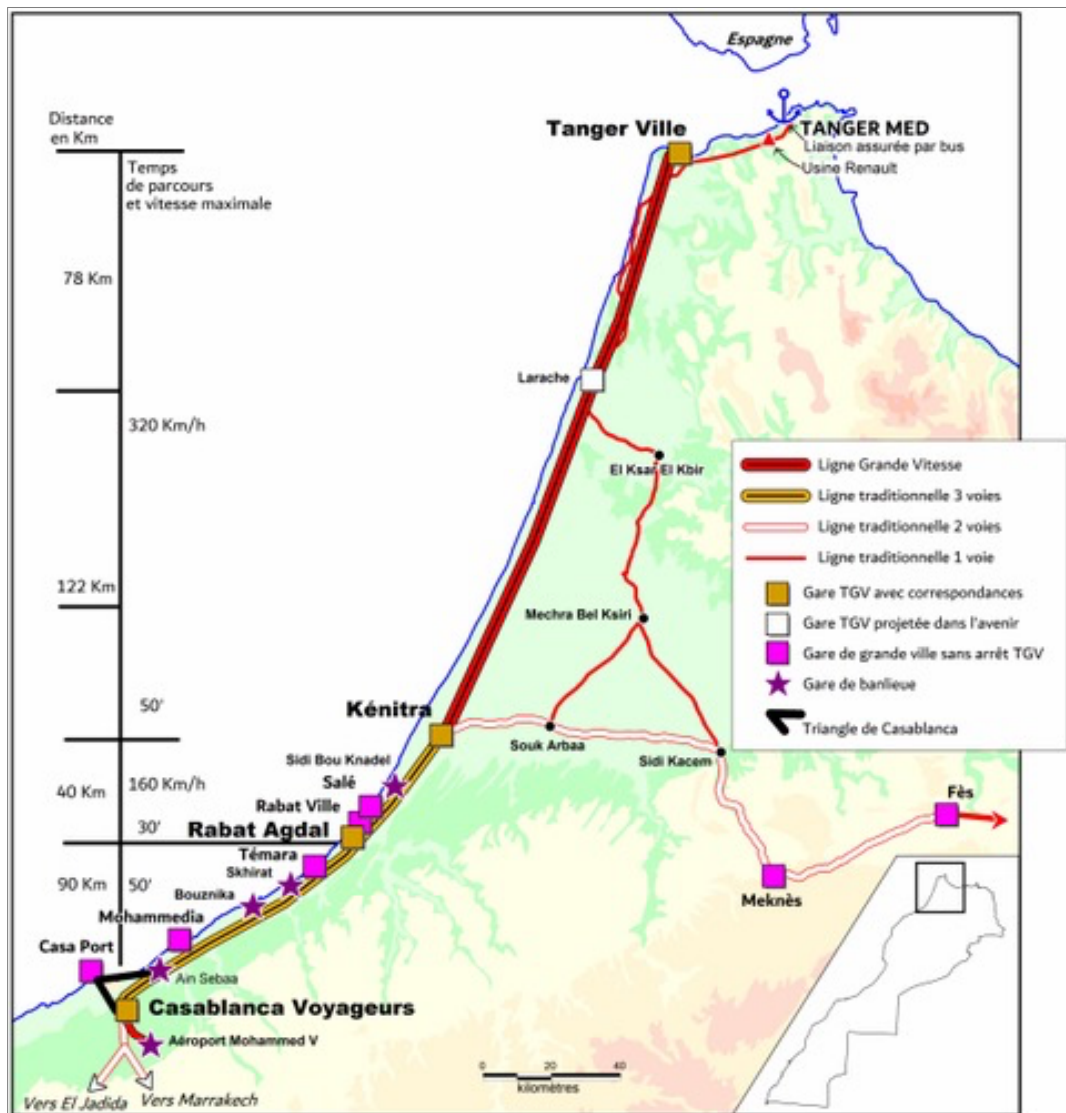 Espagne
Distance
en Km
Tanger Ville
TANGER MED
Liaison assurée par bus
Usine Renault
Temps
de parcours
et vitesse maximale
78 Km
Larache
320 Km/h
El Ksar El Kbir
Ligne Grande Vitesse
Ligne traditionnelle 3 voies
Ligne traditionnelle 2 voies
Ligne traditionnelle 1 voie
Gare TGV avec correspondances
Gare TGV projetée dans l'avenir
Gare de grande ville sans arrêt TGV
Gare de banlieue
Triangle de Casablanca
122 Km
Mechra Bel Ksiri
50'
Kénitra
Souk Arbaa
Sidi Kacem
Sidi Bou Knadel
160 Km/h
40 Km
Salé
Rabat Ville
Fès
30'
Rabat Agdal
Témara
Skhirat
90 Km
50'
Bouznika
Meknès
Mohammedia
Casa Port
Ain Sebaa
Casablanca Voyageurs
Aéroport Mohammed V
0 20 40
kilomètres
Vers El Jadida
Vers Marrakech